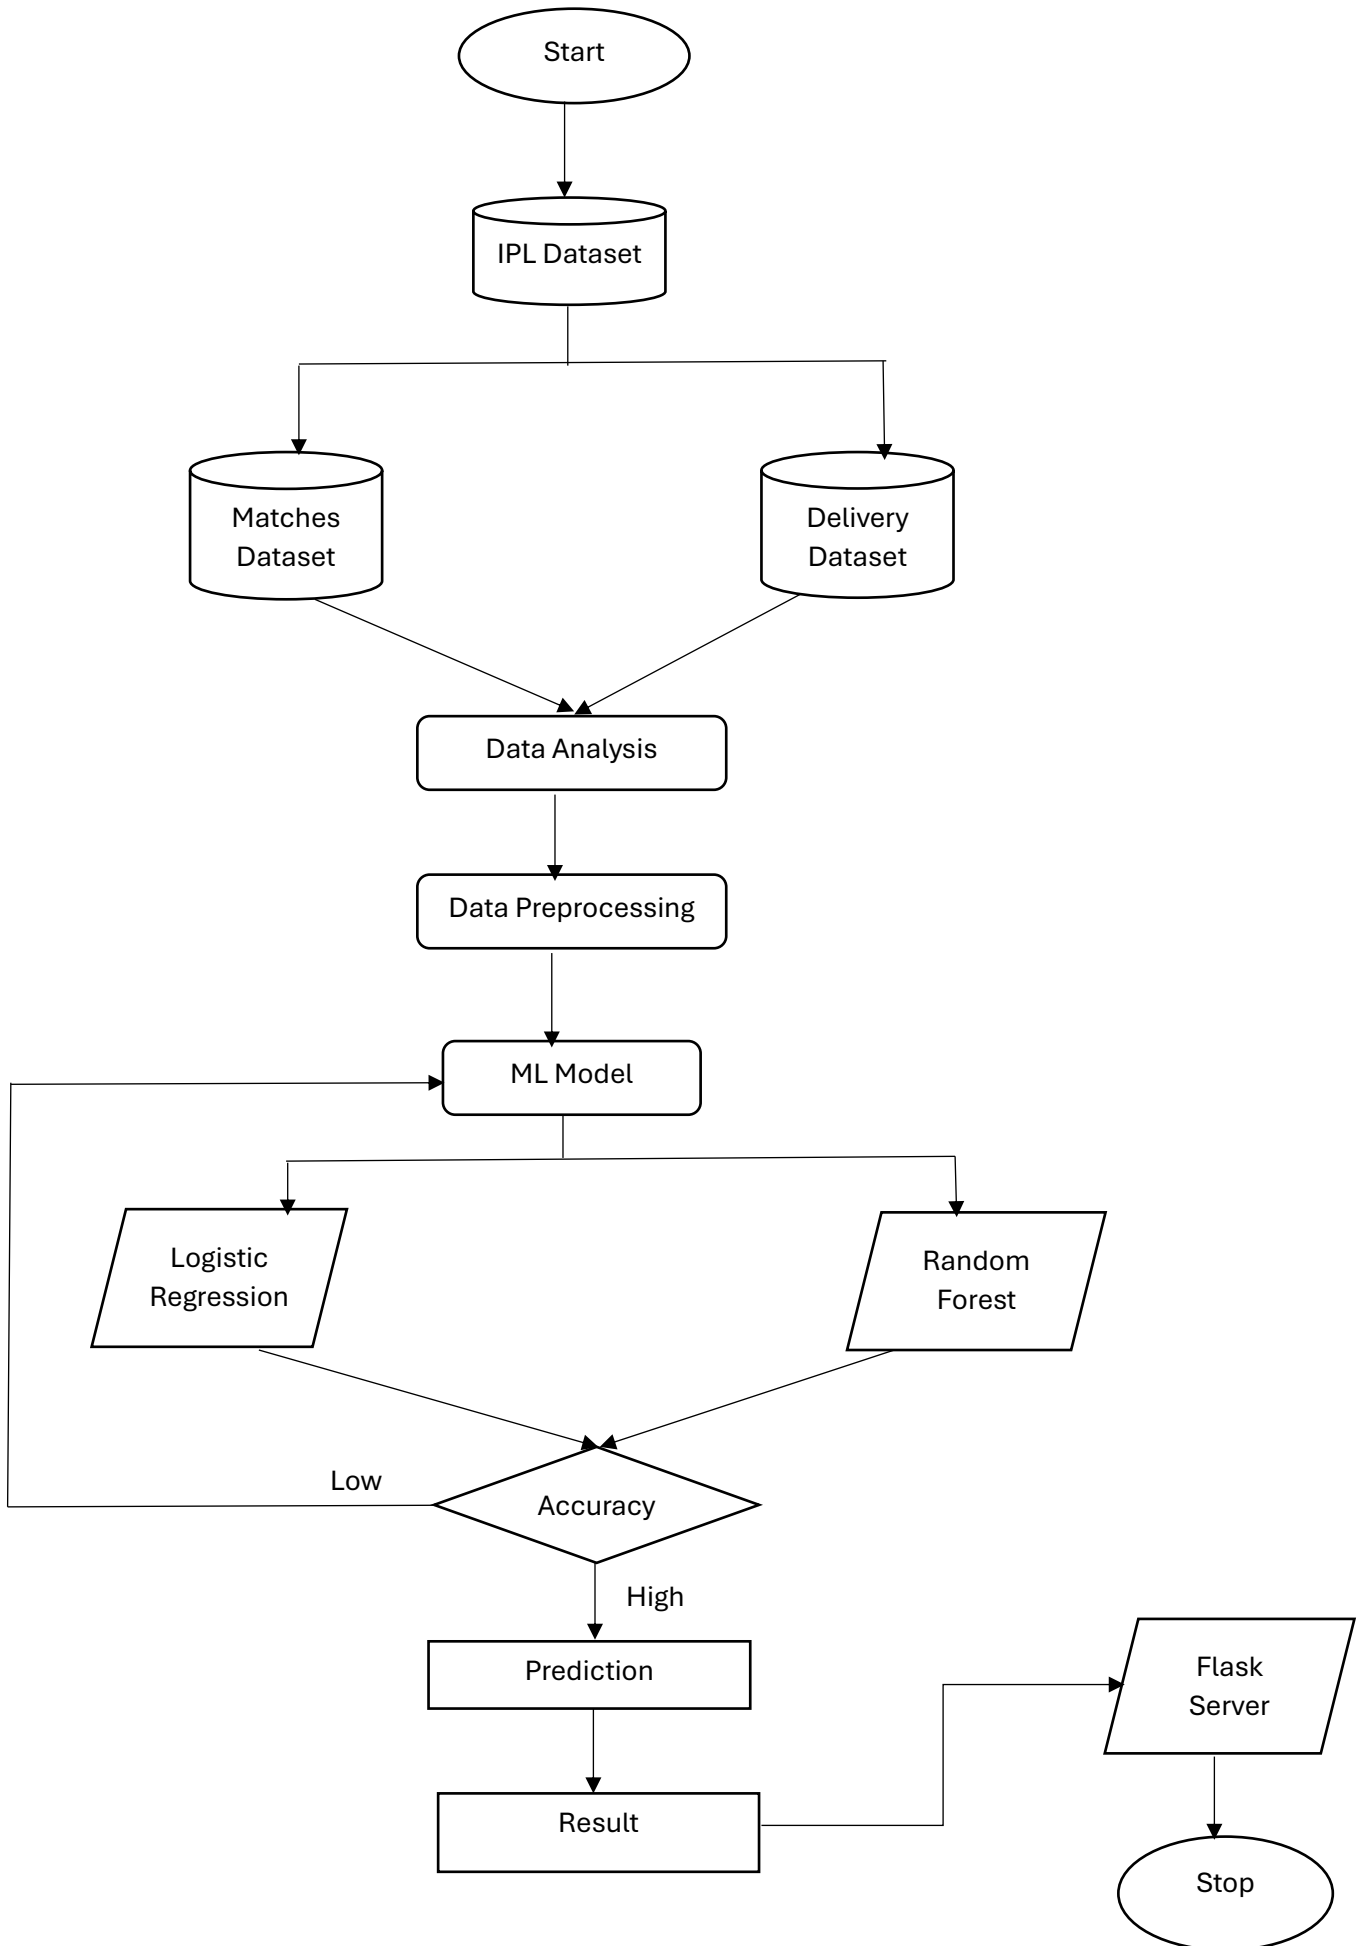 Start
IPL Dataset
Matches
Dataset
Delivery
Dataset
Data Analysis
Data Preprocessing
ML Model
Logistic
Regression
Random
Forest
Low
Accuracy
High
Prediction
Flask
Server
Result
Stop